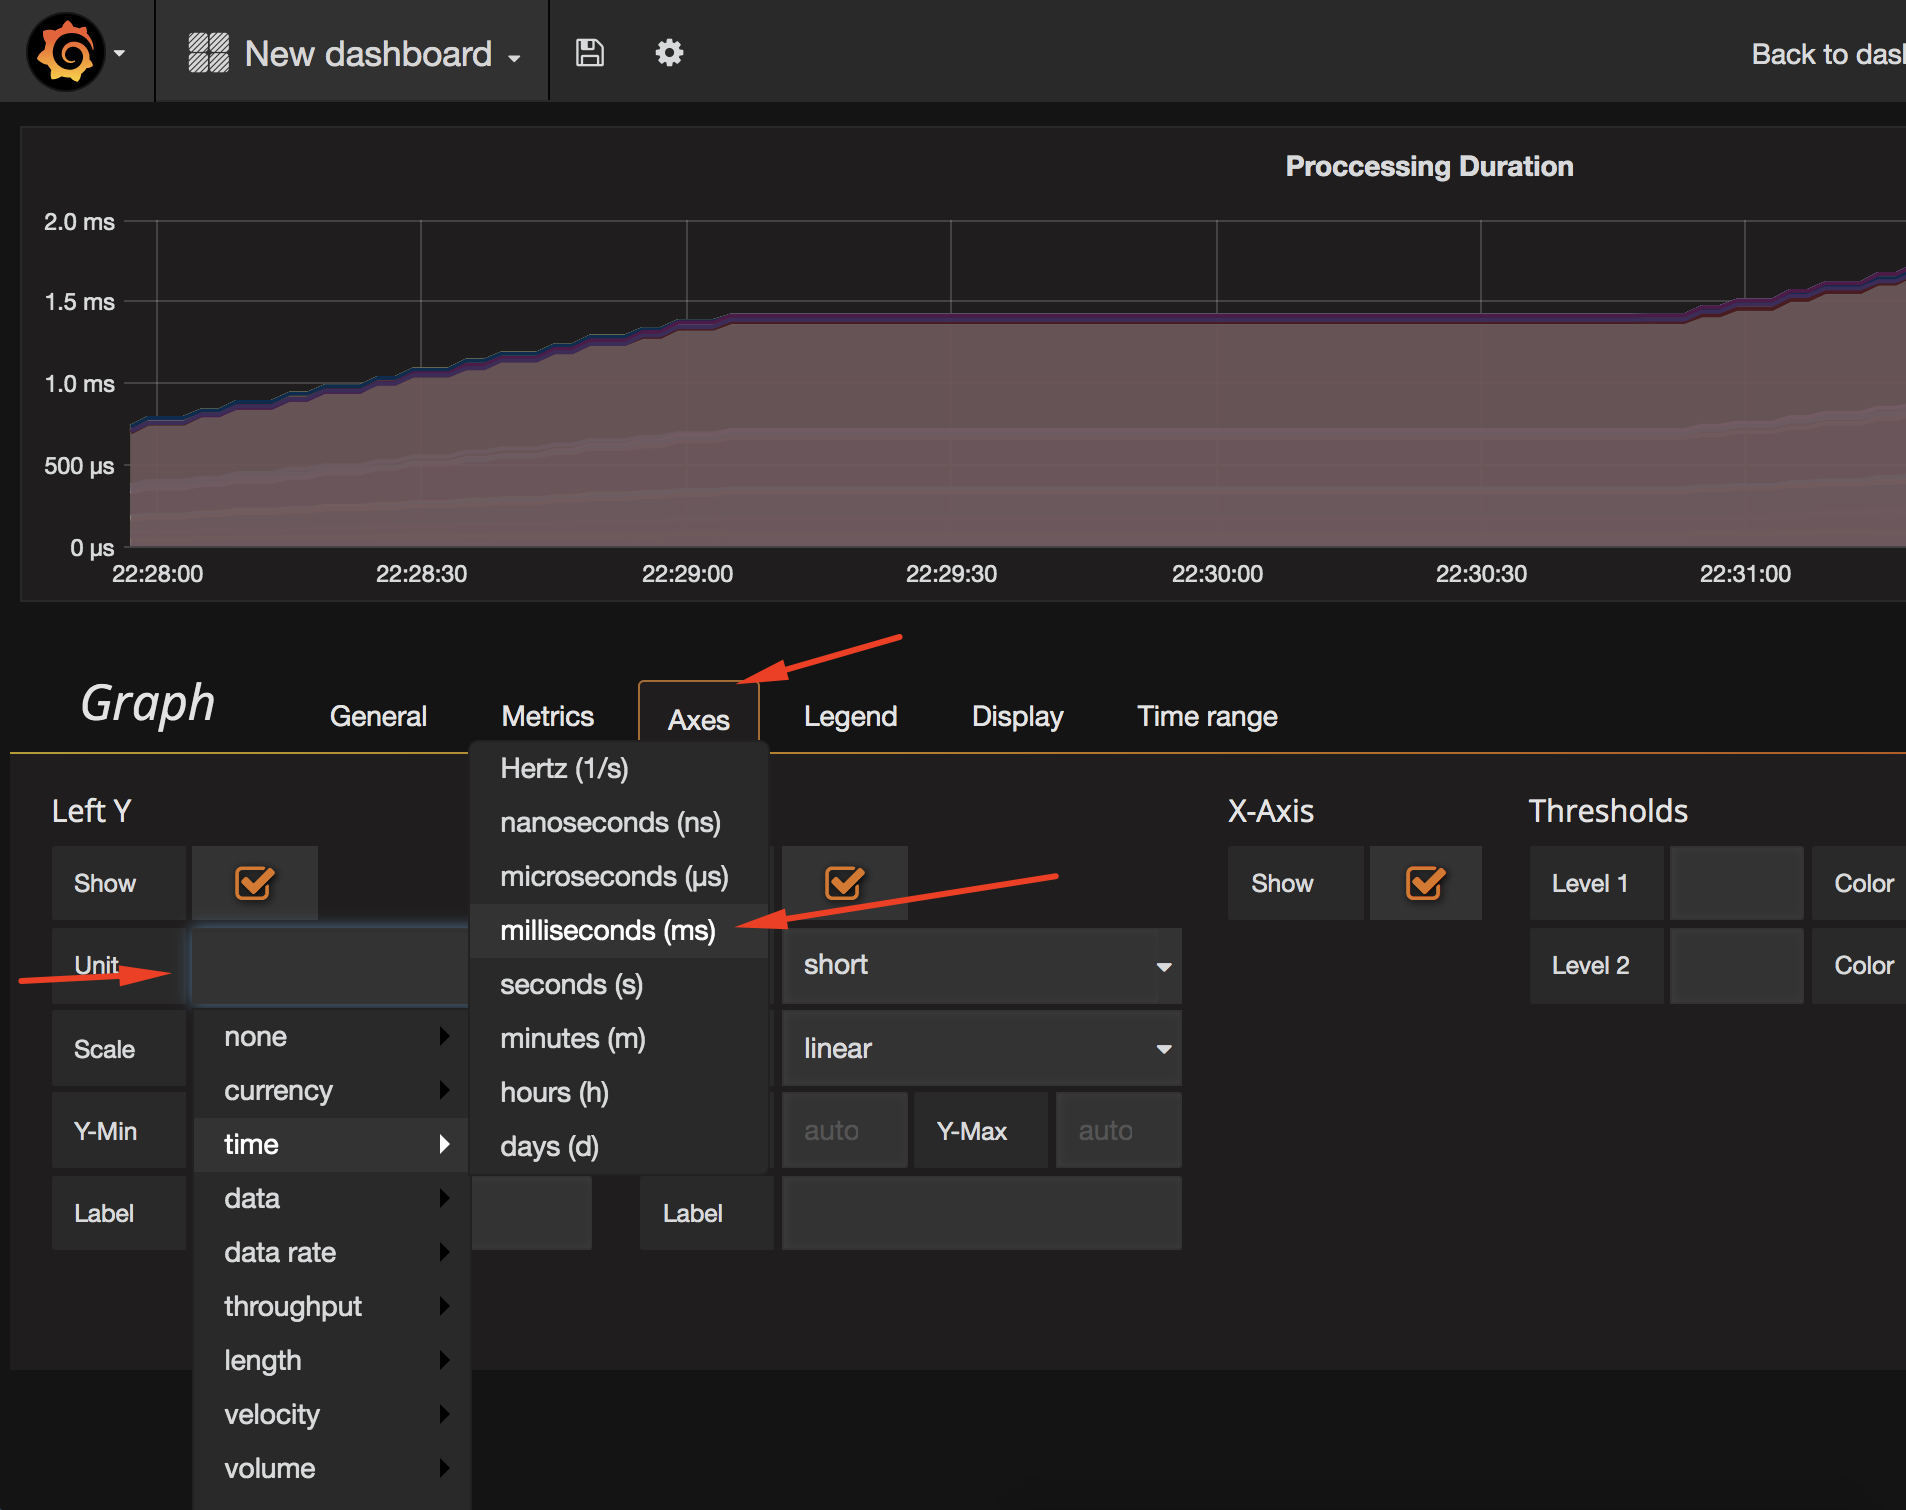 New dashboard
Back to das
Proccessing Duration
2.0 ms
1.5 ms
1.0 ms
500 µs
0 µs
22:28:00 22:28:30 22:29:00 22:29:30 22:30:00 22:30:30 22:31:00
Graph General Metrics Axes Legend Display Time range
Hertz (1/s)
nanoseconds (ns)
microseconds (µs)
milliseconds (ms)
seconds (s)
minutes (m)
hours (h)
days (d)
Left Y
Show
Unit
Scale
Y-Min
Label
none
currency
time
data
data rate
throughput
length
velocity
volume
short
linear
auto Y-Max auto
Label
X-Axis
Show
Thresholds
Level 1 Color
Level 2 Color